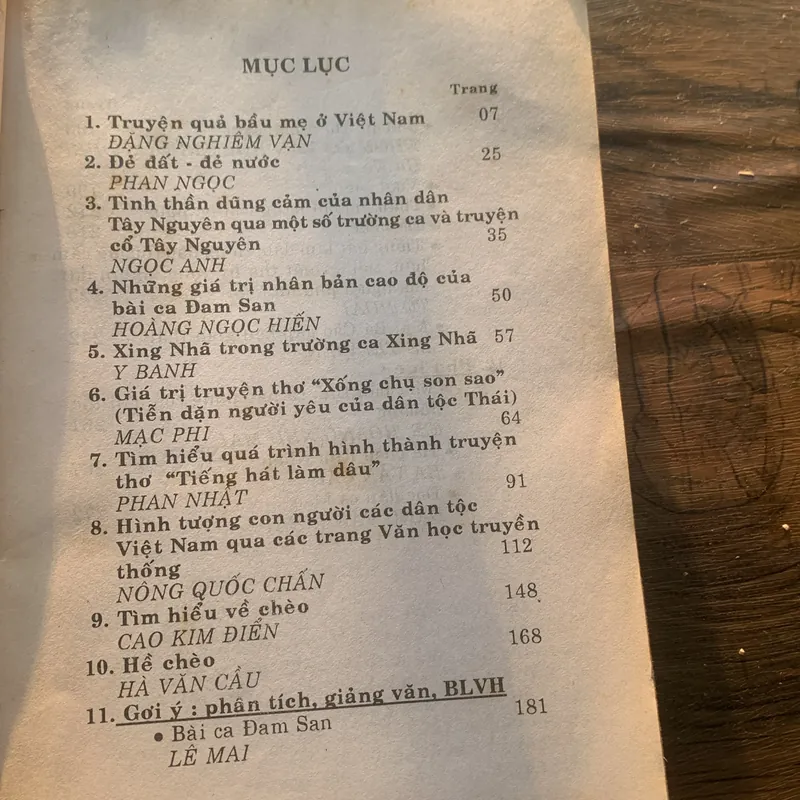 MỤC LỤC
Trang
1. Truyện quả bầu mẹ ở Việt Nam 07
ĐẶNG NGHIÊM VẠN
2. Đẻ đất - đẻ nước 25
PHAN NGỌC
3. Tinh thần dũng cảm của nhân dân
Tây Nguyên qua một số trường ca và truyện
cổ Tây Nguyên 35
NGỌC ANH
4. Những giá trị nhân bản cao độ của
bài ca Đam San 50
HOÀNG NGỌC HIẾN
5. Xing Nhã trong trường ca Xing Nhã 57
Y BANH
6. Giá trị truyện thơ “Xống chụ son sao”
(Tiễn dặn người yêu của dân tộc Thái) 64
MẠC PHI
7. Tìm hiểu quá trình hình thành truyện
thơ “Tiếng hát làm dâu” 91
PHAN NHẬT
8. Hình tượng con người các dân tộc
Việt Nam qua các trang Văn học truyền
thống 112
NÔNG QUỐC CHẤN
9. Tìm hiểu về chèo 148
CAO KIM ĐIỂN
10. Hề chèo 168
HÀ VĂN CẦU
11. Gơi ý : phân tích, giảng văn, BLVH 181
• Bài ca Đam San
LÊ MAI